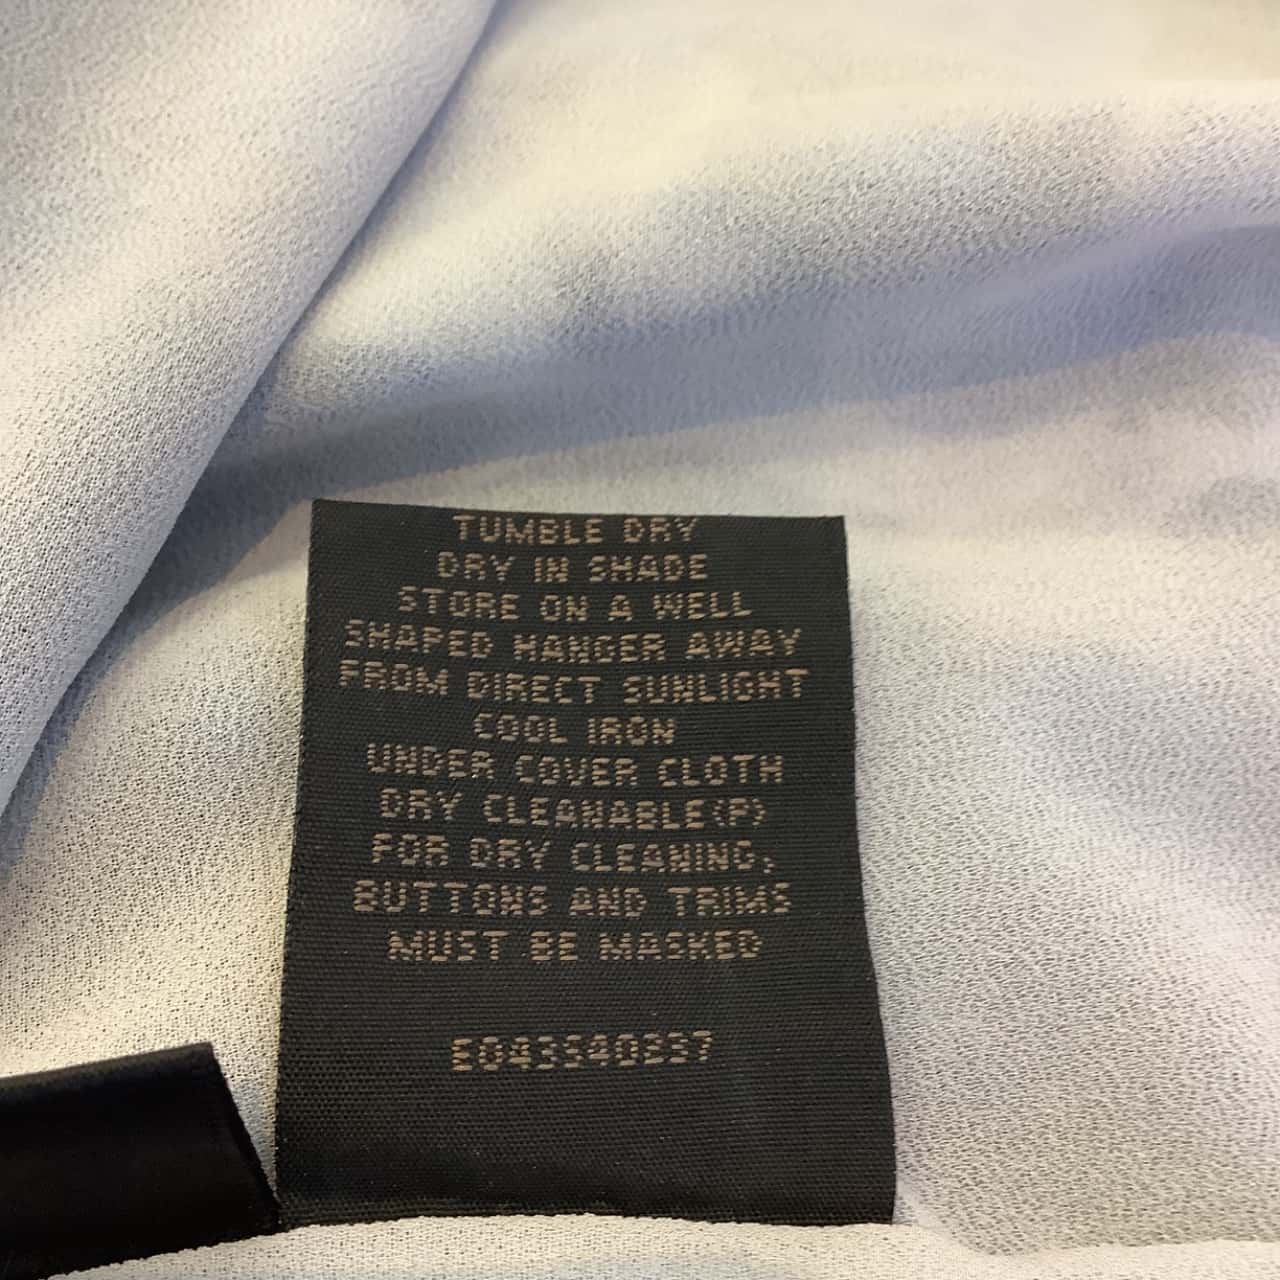 TUMBLE DRY
DRY IN SHADE
STORE ON A WELL
SHAPED HANGER AWAY
FROM DIRECT SUNLIGHT
COOL IRON
UNDER COVER CLOTH
DRY CLEANABLE(P)
FOR DRY CLEANING,
BUTTONS AND TRIMS
MUST BE MASKED